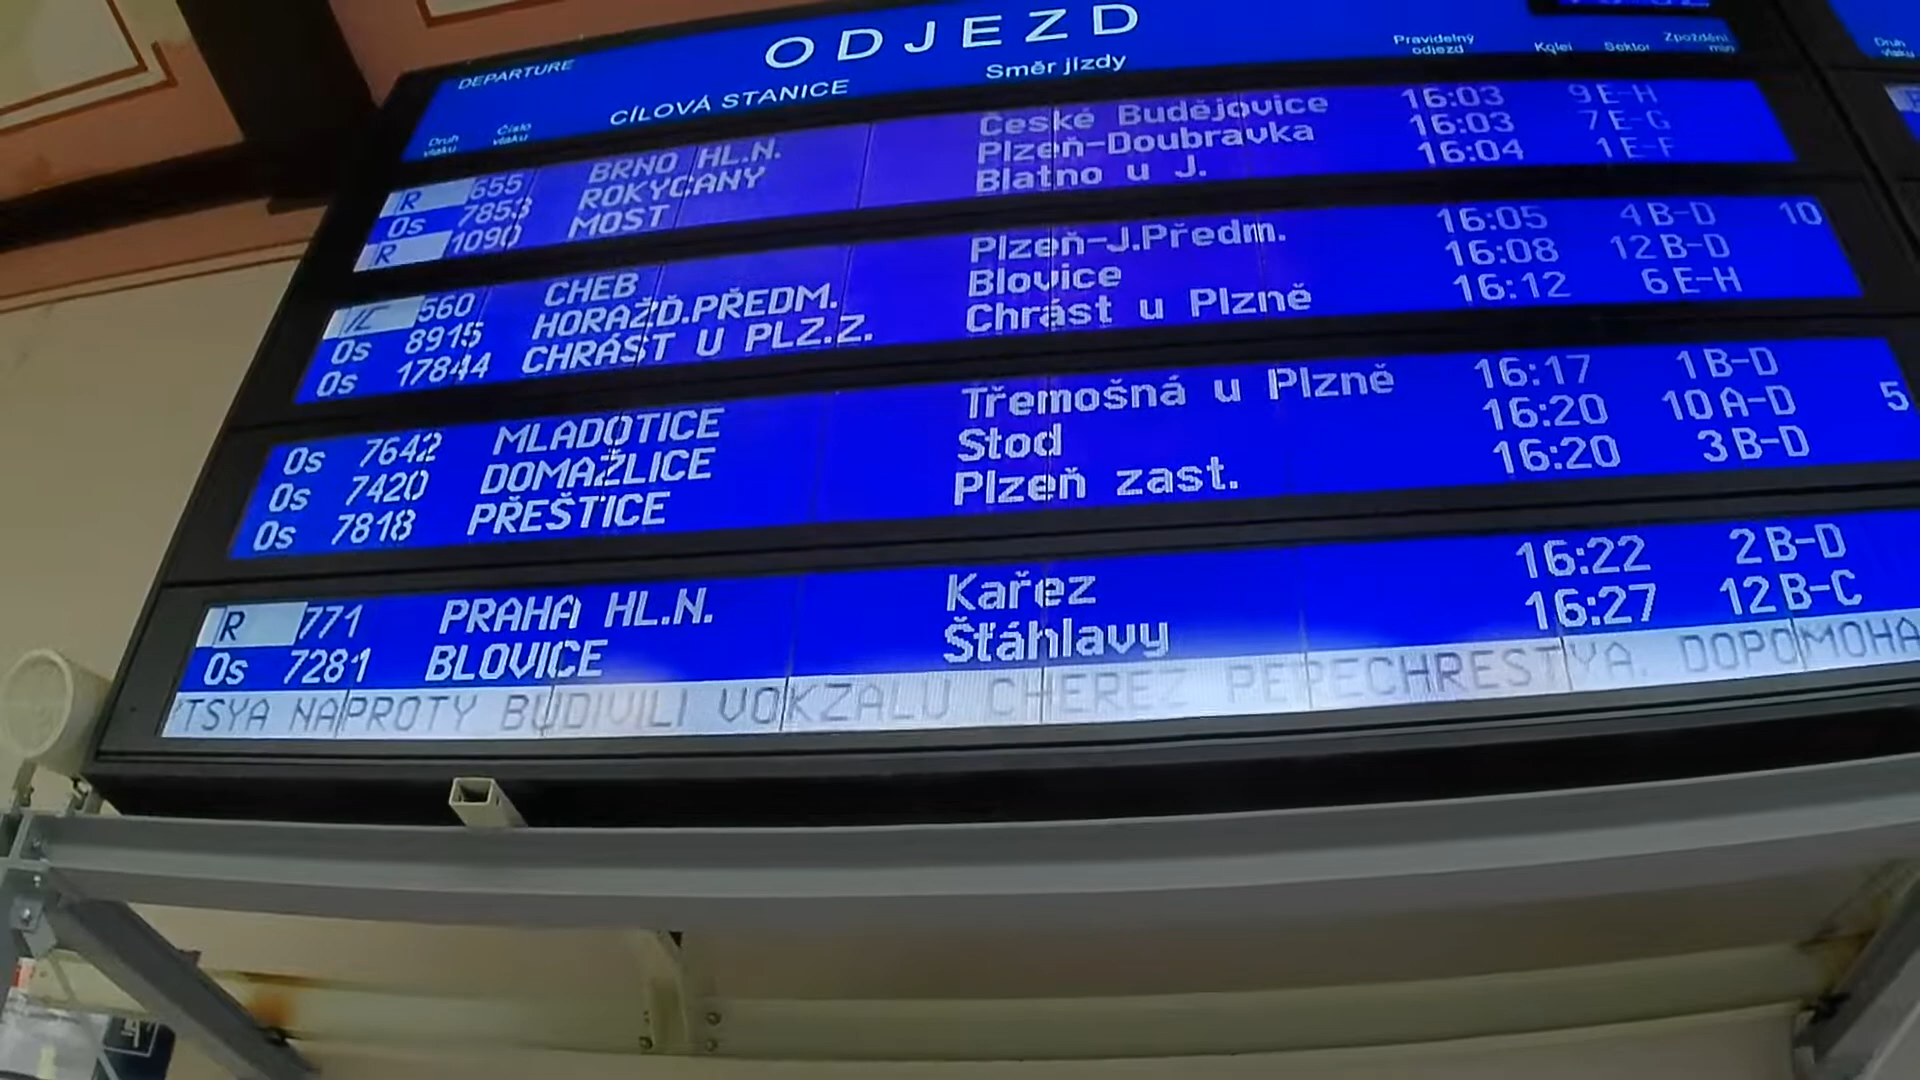 ODJEZD
DEPARTURE
CÍLOVÁ STANICE Směr jízdy Pravidelný odjezd Kolej Sektor Zpoždění min
Druh vlaku Číslo vlaku
R 655 BRNO HL.N. České Budějovice 16:03 9 E-H
Os 7853 ROKYCANY Plzeň-Doubravka 16:03 7 E-G
R 1090 MOST Blatno u J. 16:04 1 E-F
560 CHEB Plzeň-J.Předm. 16:05 4 B-D 10
Os 8915 HORAŽĎ.PŘEDM. Blovice 16:08 12 B-D
Os 17844 CHRÁST U PLZ.Z. Chrást u Plzně 16:12 6 E-H
Os 7642 MLADOTICE Třemošná u Plzně 16:17 1 B-D
Os 7420 DOMAŽLICE Stod 16:20 10 A-D 5
Os 7818 PŘEŠTICE Plzeň zast. 16:20 3 B-D
R 771 PRAHA HL.N. Kařez 16:22 2 B-D
Os 7281 BLOVICE Šťáhlavy 16:27 12 B-C
TSYA NAPROTY BUDIVILI VOKZALU CHEREZ PEPECHRESTYA. DOPOMOHA